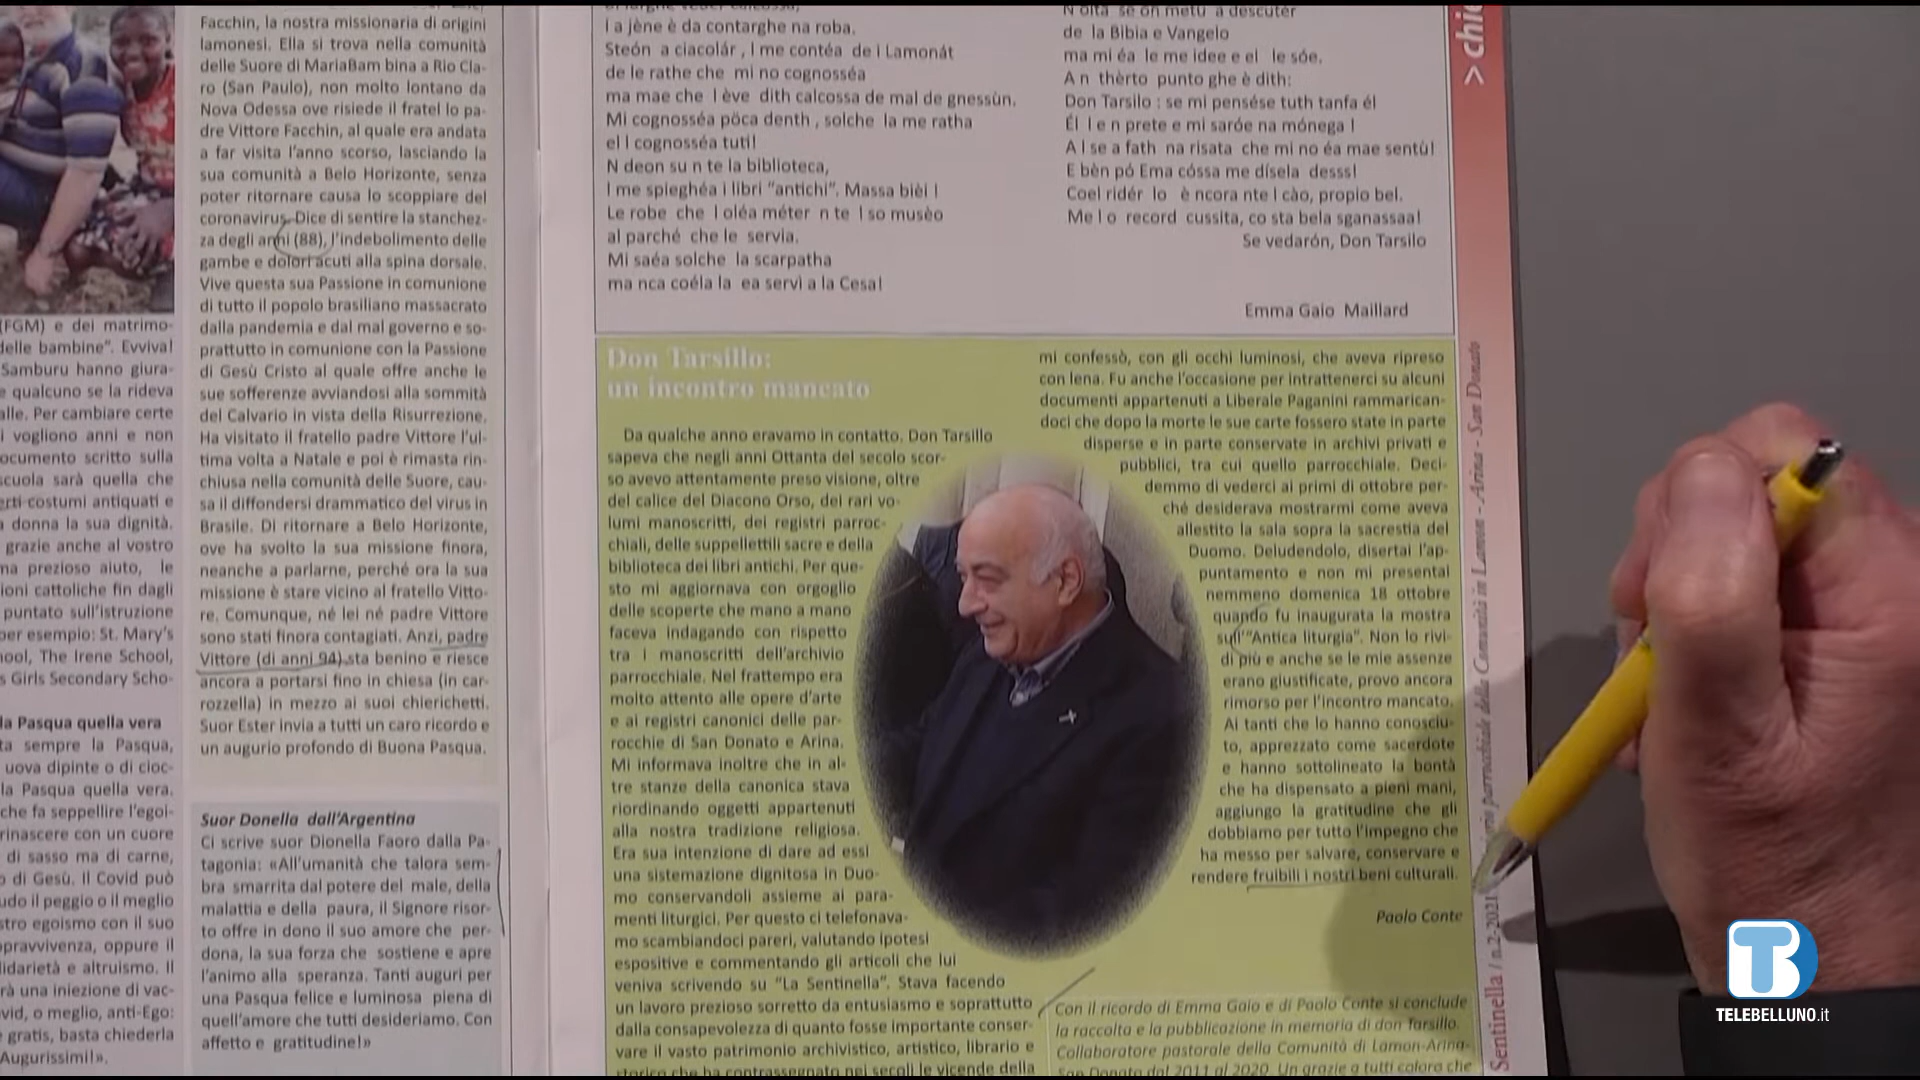 Facchin, la nostra missionaria di origini
lamonesi. Ella si trova nella comunità
delle Suore di MariaBam bina a Rio Cla-
ro (San Paulo), non molto lontano da
Nova Odessa ove risiede il fratel lo pa-
dre Vittore Facchin, al quale era andata
a far visita l'anno scorso, lasciando la
sua comunità a Belo Horizonte, senza
poter ritornare causa lo scoppiare del
coronavirus. Dice di sentire la stanchez-
za degli anni (88), l'indebolimento delle
gambe e dolori acuti alla spina dorsale.
Vive questa sua Passione in comunione
di tutto il popolo brasiliano massacrato
dalla pandemia e dal mal governo e so-
prattutto in comunione con la Passione
di Gesù Cristo al quale offre anche le
sue sofferenze avviandosi alla sommità
del Calvario in vista della Risurrezione.
Ha visitato il fratello padre Vittore l'ul-
tima volta a Natale e poi è rimasta rin-
chiusa nella comunità delle Suore, cau-
sa il diffondersi drammatico del virus in
Brasile. Di ritornare a Belo Horizonte,
ove ha svolto la sua missione finora,
neanche a parlarne, perché ora la sua
missione è stare vicino al fratello Vitto-
re. Comunque, né lei né padre Vittore
sono stati finora contagiati. Anzi, padre
Vittore (di anni 94) sta benino e riesce
ancora a portarsi fino in chiesa (in car-
rozzella) in mezzo ai suoi chierichetti.
Suor Ester invia a tutti un caro ricordo e
un augurio profondo di Buona Pasqua.
(FGM) e dei matrimo-
delle bambine". Evviva!
Samburu hanno giura-
e qualcuno se la rideva
alle. Per cambiare certe
i vogliono anni e non
ocumento scritto sulla
scuola sarà quella che
erti costumi antiquati e
a donna la sua dignità.
grazie anche al vostro
ma prezioso aiuto, le
ioni cattoliche fin dagli
puntato sull'istruzione
per esempio: St. Mary's
hool, The Irene School,
s Girls Secondary Scho-
la Pasqua quella vera
ta sempre la Pasqua,
uova dipinte o di cioc-
la Pasqua quella vera.
che fa seppellire l'egoi-
rinascere con un cuore
di sasso ma di carne,
o di Gesù. Il Covid può
udo il peggio o il meglio
stro egoismo con il suo
opravvivenza, oppure il
lidarietà e altruismo. Il
rà una iniezione di vac-
vid, o meglio, anti-Ego:
è gratis, basta chiederla
Augurissimi!».
Suor Donella dall'Argentina
Ci scrive suor Dionella Faoro dalla Pa-
tagonia: «All'umanità che talora sem-
bra smarrita dal potere del male, della
malattia e della paura, il Signore risor-
to offre in dono il suo amore che per-
dona, la sua forza che sostiene e apre
l'animo alla speranza. Tanti auguri per
una Pasqua felice e luminosa piena di
quell'amore che tutti desideriamo. Con
affetto e gratitudine!»
l a jène è da contarghe na roba.
Steón a ciacolár , l me contéa de i Lamonát
de le rathe che mi no cognosséa
ma mae che l ève dith calcossa de mal de gnessùn.
Mi cognosséa pöca denth , solche la me ratha
el l cognosséa tuti!
N deon su n te la biblioteca,
l me spieghéa i libri "antichi". Massa bièi !
Le robe che l oléa méter n te l so musèo
al parché che le servia.
Mi saéa solche la scarpatha
ma nca coéla la ea servì a la Cesa!
N olta se on metù a descuter
de la Bibia e Vangelo
ma mi éa le me idee e el le sóe.
A n thèrto punto ghe è dith:
Don Tarsilo : se mi pensése tuth tanfa él
Él l e n prete e mi saróe na mónega !
A l se a fath na risata che mi no éa mae sentù!
E bèn pó Ema cóssa me dísela desss!
Coel ridér lo è ncora nte l cào, propio bel.
Me l o record cussita, co sta bela sganassaa!
Se vedarón, Don Tarsilo
Emma Gaio Maillard
Don Tarsillo:
un incontro mancato
Da qualche anno eravamo in contatto. Don Tarsillo
sapeva che negli anni Ottanta del secolo scor-
so avevo attentamente preso visione, oltre
del calice del Diacono Orso, dei rari vo-
lumi manoscritti, dei registri parroc-
chiali, delle suppellettili sacre e della
biblioteca dei libri antichi. Per que-
sto mi aggiornava con orgoglio
delle scoperte che mano a mano
faceva indagando con rispetto
tra i manoscritti dell'archivio
parrocchiale. Nel frattempo era
molto attento alle opere d'arte
e ai registri canonici delle par-
rocchie di San Donato e Arina.
Mi informava inoltre che in al-
tre stanze della canonica stava
riordinando oggetti appartenuti
alla nostra tradizione religiosa.
Era sua intenzione di dare ad essi
una sistemazione dignitosa in Duo-
mo conservandoli assieme ai para-
menti liturgici. Per questo ci telefonava-
mo scambiandoci pareri, valutando ipotesi
espositive e commentando gli articoli che lui
veniva scrivendo su "La Sentinella". Stava facendo
un lavoro prezioso sorretto da entusiasmo e soprattutto
dalla consapevolezza di quanto fosse importante conser-
vare il vasto patrimonio archivistico, artistico, librario e
storico che ha contrassegnato nei secoli le vicende della
mi confessò, con gli occhi luminosi, che aveva ripreso
con lena. Fu anche l'occasione per intrattenerci su alcuni
documenti appartenuti a Liberale Paganini rammarican-
doci che dopo la morte le sue carte fossero state in parte
disperse e in parte conservate in archivi privati e
pubblici, tra cui quello parrocchiale. Deci-
demmo di vederci ai primi di ottobre per-
ché desiderava mostrarmi come aveva
allestito la sala sopra la sacrestia del
Duomo. Deludendolo, disertai l'ap-
puntamento e non mi presentai
nemmeno domenica 18 ottobre
quando fu inaugurata la mostra
sull'"Antica liturgia". Non lo rivi-
di più e anche se le mie assenze
erano giustificate, provo ancora
rimorso per l'incontro mancato.
Ai tanti che lo hanno conosciu-
to, apprezzato come sacerdote
e hanno sottolineato la bontà
che ha dispensato a pieni mani,
aggiungo la gratitudine che gli
dobbiamo per tutto l'impegno che
ha messo per salvare, conservare e
rendere fruibili i nostri beni culturali.
Paolo Conte
Con il ricordo di Emma Gaio e di Paolo Conte si conclude
la raccolta e la pubblicazione in memoria di don Tarsillo.
Collaboratore pastorale della Comunità di Lamon-Arina-
San Donato dal 2011 al 2020. Un grazie a tutti coloro che
> chie
parrocchiale della Comunità in Lamon - Arina - San Donato
Sentinella / n.2-2021
TB
TELEBELLUNO.it